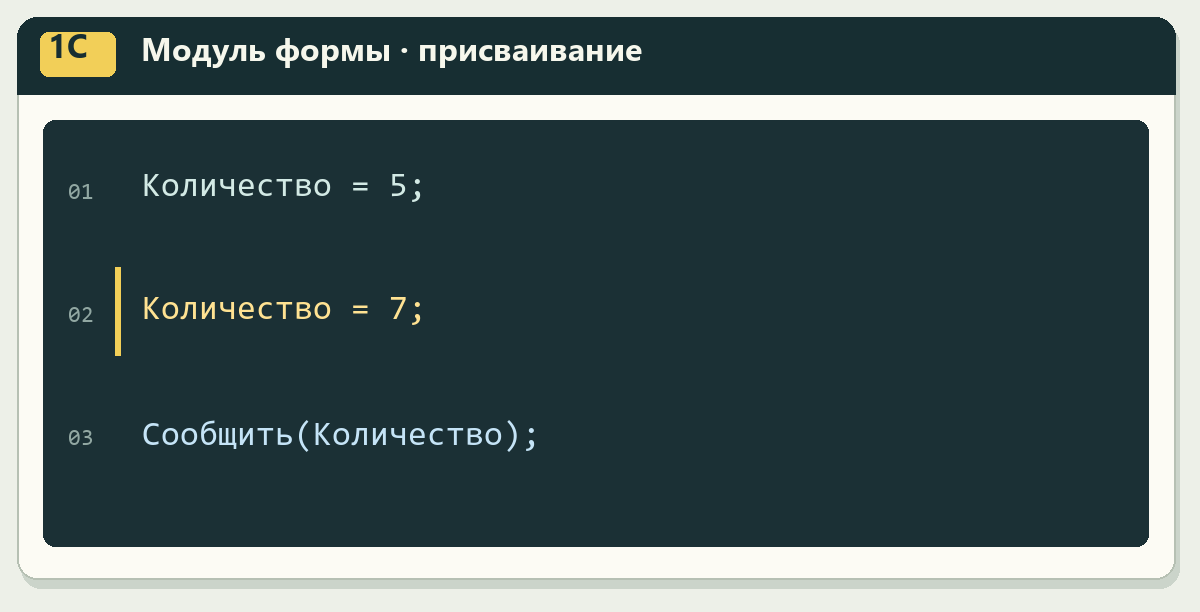 1С
Модуль формы · присваивание
01 Количество = 5;
02 Количество = 7;
03 Сообщить(Количество);